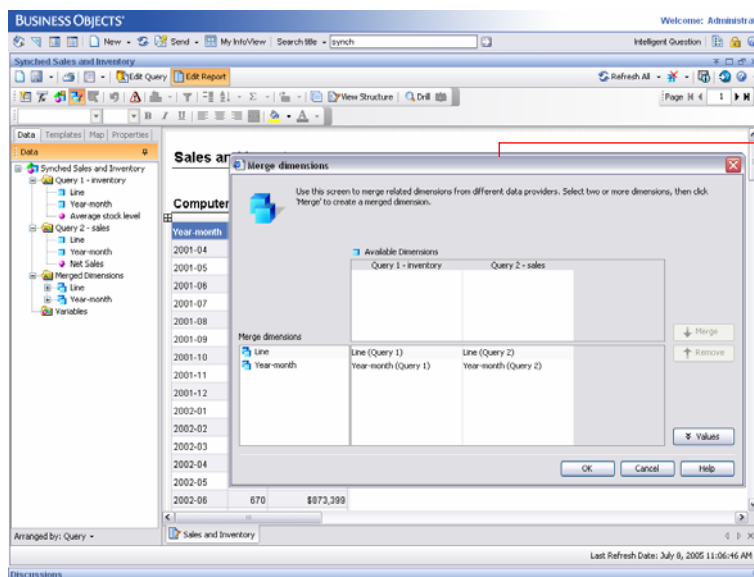 BUSINESS OBJECTS
Welcome: Administra
New
Send
My InfoView
Search title
synch
Intelligent Question
Synched Sales and Inventory
Edit Query
Edit Report
Refresh All
View Structure
Drill
Page
1
B I U
A
Data
Templates
Map
Properties
Data
Synched Sales and Inventory
Query 1 - inventory
Line
Year-month
Average stock level
Query 2 - sales
Line
Year-month
Net Sales
Merged Dimensions
Line
Year-month
Variables
Arranged by: Query
Sales an
Computer
Year-month
2001-04
2001-05
2001-06
2001-07
2001-08
2001-09
2001-10
2001-11
2001-12
2002-01
2002-02
2002-03
2002-04
2002-05
2002-06 670 $873,399
Merge dimensions
Use this screen to merge related dimensions from different data providers. Select two or more dimensions, then click
'Merge' to create a merged dimension.
Available Dimensions
Query 1 - inventory Query 2 - sales
Merge
Remove
Merge dimensions
Line Line (Query 1) Line (Query 2)
Year-month Year-month (Query 1) Year-month (Query 2)
Values
OK Cancel Help
Sales and Inventory
Last Refresh Date: July 8, 2005 11:06:46 AM
Discussions